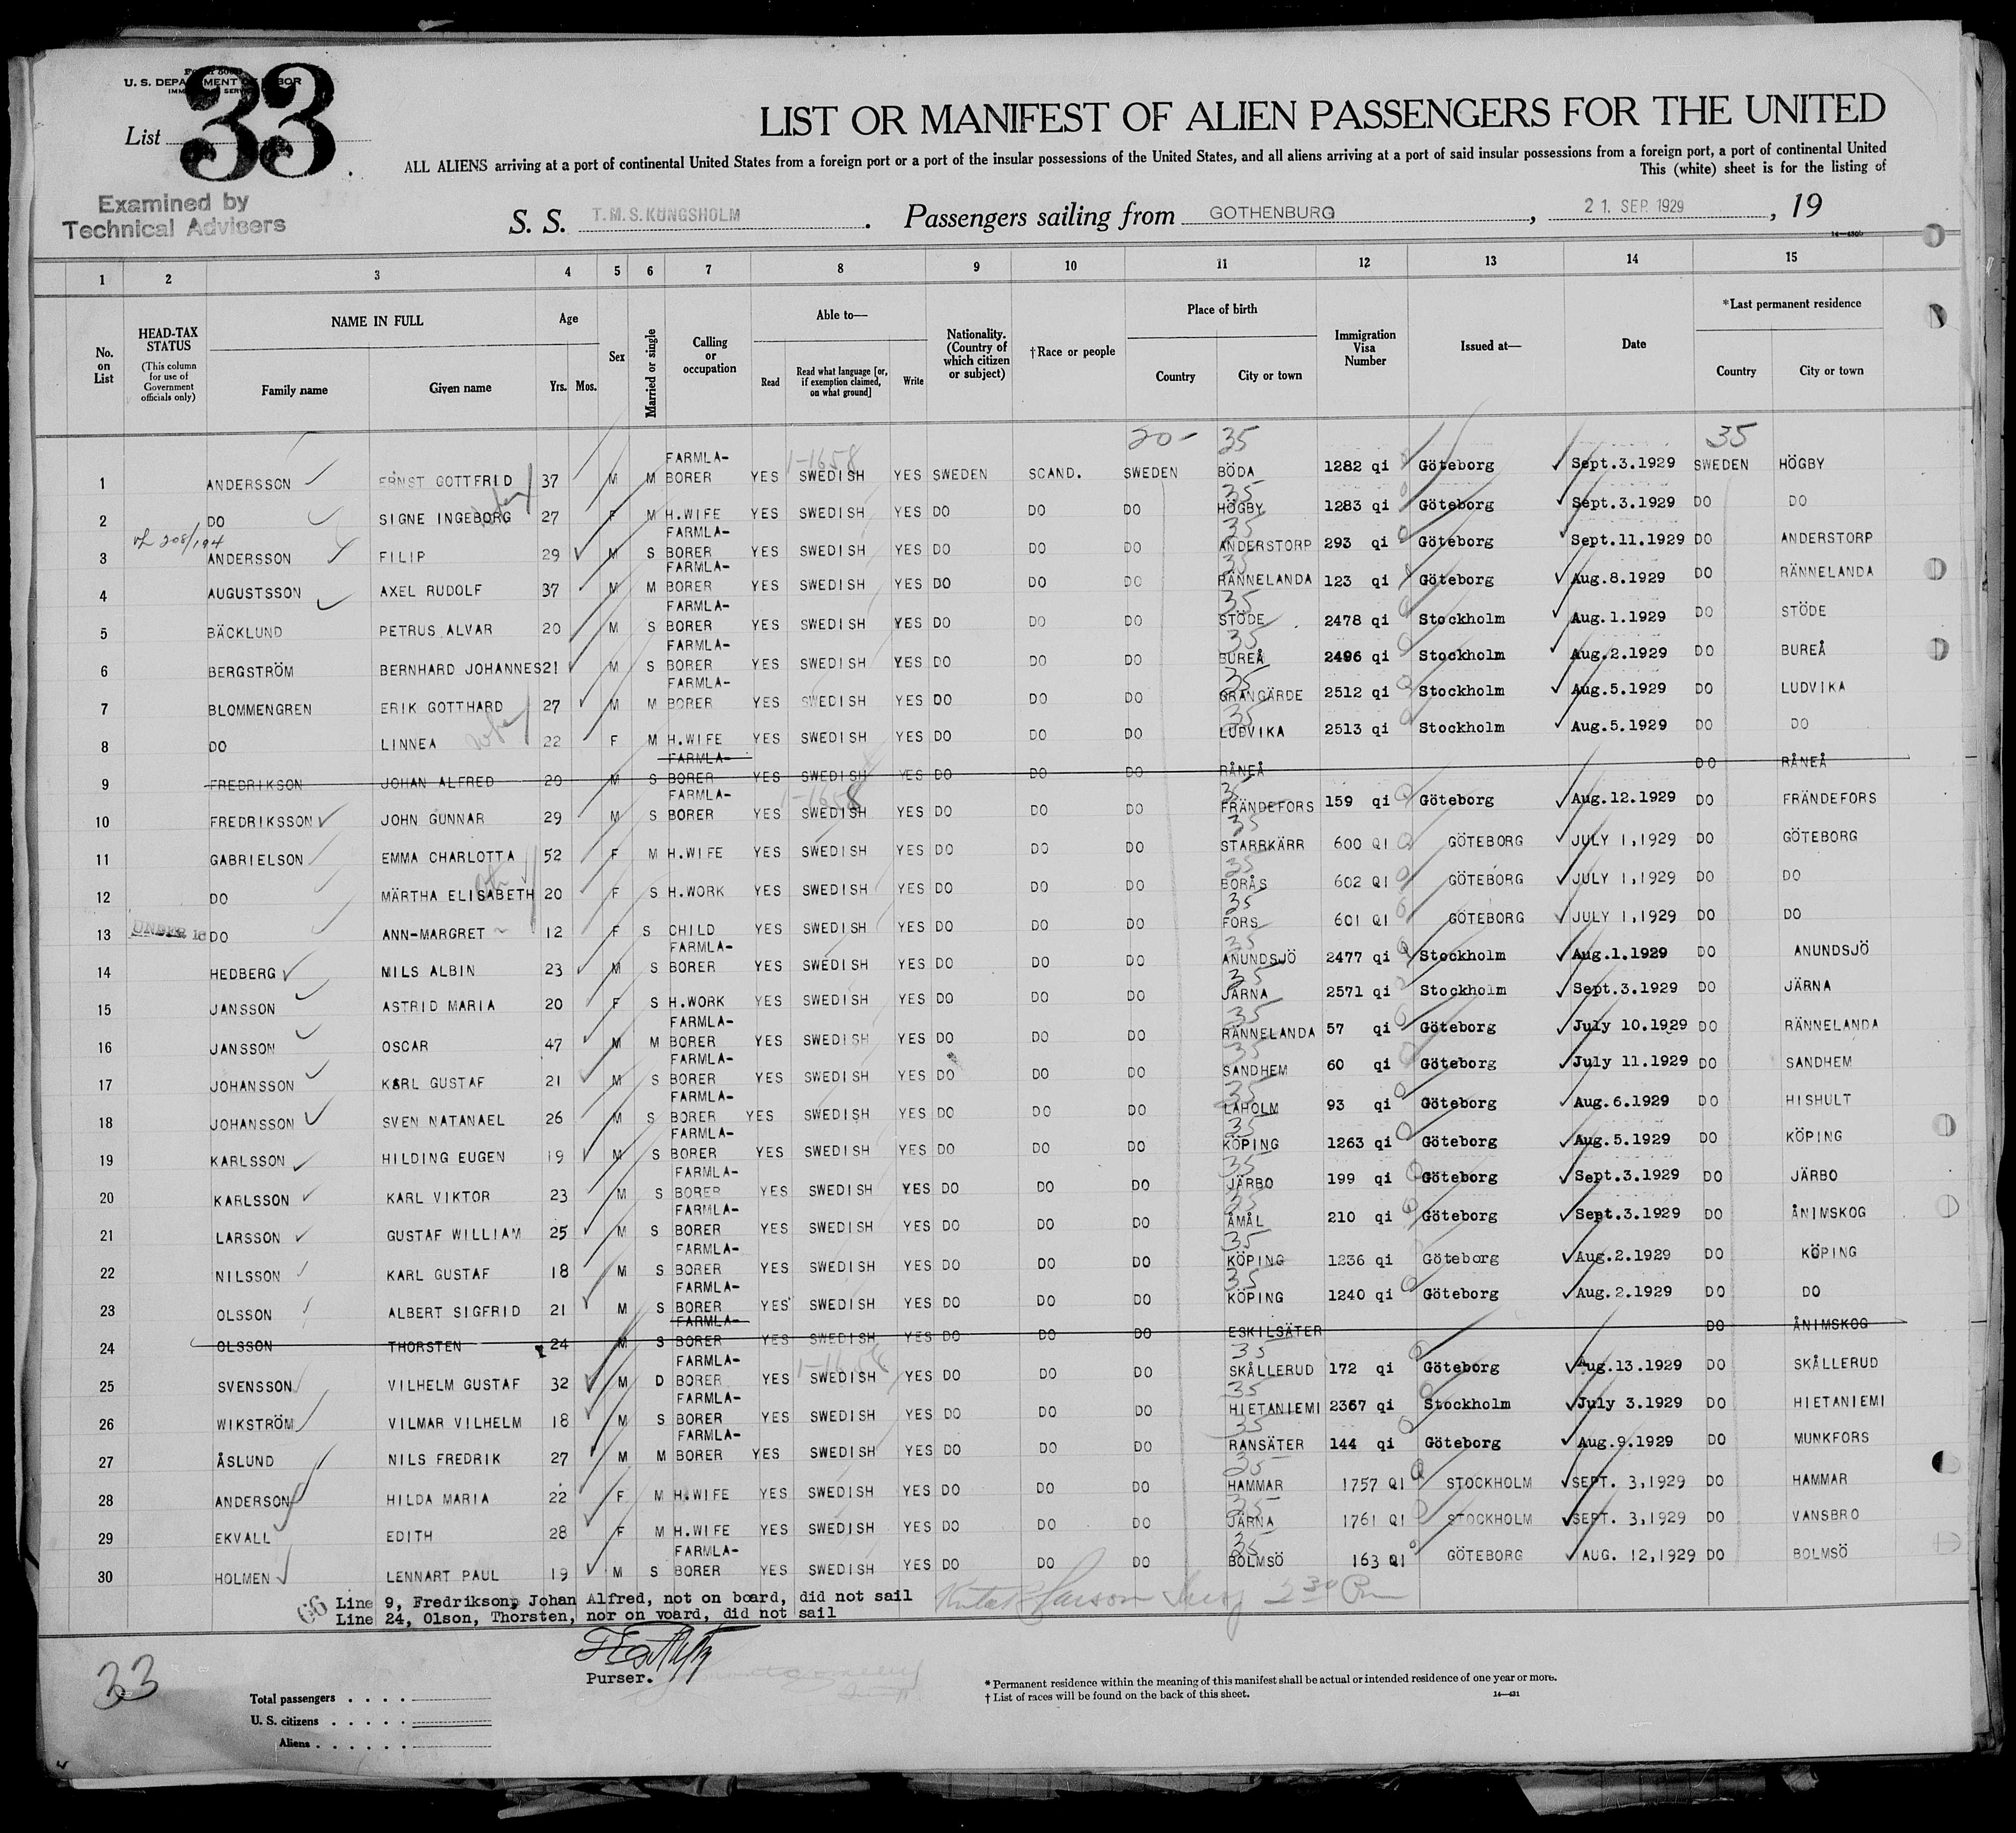 U. S. DEPARTMENT OF LABOR
List 33
LIST OR MANIFEST OF ALIEN PASSENGERS FOR THE UNITED
ALL ALIENS arriving at a port of continental United States from a foreign port or a port of the insular possessions of the United States, and all aliens arriving at a port of said insular possessions from a foreign port, a port of continental United
This (white) sheet is for the listing of
Examined by
Technical Advisers
S. S. T.M.S. KUNGSHOLM. Passengers sailing from GOTHENBURG, 21. SEP. 1929, 19
1 2 3 4 5 6 7 8 9 10 11 12 13 14 15
No. on List
HEAD-TAX STATUS (This column for use of Government officials only)
NAME IN FULL Family name Given name
Age Yrs. Mos.
Sex
Married or single
Calling or occupation
Able to— Read Read what language [or, if exemption claimed, on what ground] Write
Nationality. (Country of which citizen or subject)
†Race or people
Place of birth Country City or town
Immigration Visa Number
Issued at—
Date
*Last permanent residence Country City or town
20- 35 35
1 ANDERSSON ERNST GOTTFRID 37 M M FARMLA-BORER YES SWEDISH YES SWEDEN SCAND. SWEDEN BÖDA 1282 qi Göteborg Sept.3.1929 SWEDEN HÖGBY
2 DO SIGNE INGEBORG 27 F M H.WIFE YES SWEDISH YES DO DO DO HÖGBY 1283 qi Göteborg Sept.3.1929 DO DO
3 ANDERSSON FILIP 29 M S FARMLA-BORER YES SWEDISH YES DO DO DO ANDERSTORP 293 qi Göteborg Sept.11.1929 DO ANDERSTORP
4 AUGUSTSSON AXEL RUDOLF 37 M M FARMLA-BORER YES SWEDISH YES DO DO DO RÄNNELANDA 123 qi Göteborg Aug.8.1929 DO RÄNNELANDA
5 BÄCKLUND PETRUS ALVAR 20 M S FARMLA-BORER YES SWEDISH YES DO DO DO STÖDE 2478 qi Stockholm Aug.1.1929 DO STÖDE
6 BERGSTRÖM BERNHARD JOHANNES 21 M S FARMLA-BORER YES SWEDISH YES DO DO DO BUREÅ 2496 qi Stockholm Aug.2.1929 DO BUREÅ
7 BLOMMENGREN ERIK GOTTHARD 27 M M FARMLA-BORER YES SWEDISH YES DO DO DO GRANGÄRDE 2512 qi Stockholm Aug.5.1929 DO LUDVIKA
8 DO LINNEA 22 F M H.WIFE YES SWEDISH YES DO DO DO LUDVIKA 2513 qi Stockholm Aug.5.1929 DO DO
9 FREDRIKSON JOHAN ALFRED 20 M S FARMLA-BORER YES SWEDISH YES DO DO DO RÅNEÅ DO RÅNEÅ
10 FREDRIKSSON JOHN GUNNAR 29 M S FARMLA-BORER YES SWEDISH YES DO DO DO FRÄNDEFORS 159 qi Göteborg Aug.12.1929 DO FRÄNDEFORS
11 GABRIELSON EMMA CHARLOTTA 52 F M H.WIFE YES SWEDISH YES DO DO DO STARRKÄRR 600 QI GÖTEBORG JULY 1,1929 DO GÖTEBORG
12 DO MÄRTHA ELISABETH 20 F S H.WORK YES SWEDISH YES DO DO DO BORÅS 602 QI GÖTEBORG JULY 1,1929 DO DO
13 UNDER 16 DO ANN-MARGRET 12 F S CHILD YES SWEDISH YES DO DO DO FORS 601 QI GÖTEBORG JULY 1,1929 DO DO
14 HEDBERG NILS ALBIN 23 M S FARMLA-BORER YES SWEDISH YES DO DO DO ANUNDSJÖ 2477 qi Stockholm Aug.1.1929 DO ANUNDSJÖ
15 JANSSON ASTRID MARIA 20 F S H.WORK YES SWEDISH YES DO DO DO JÄRNA 2571 qi Stockholm Sept.3.1929 DO JÄRNA
16 JANSSON OSCAR 47 M M FARMLA-BORER YES SWEDISH YES DO DO DO RÄNNELANDA 57 qi Göteborg July 10.1929 DO RÄNNELANDA
17 JOHANSSON KARL GUSTAF 21 M S FARMLA-BORER YES SWEDISH YES DO DO DO SANDHEM 60 qi Göteborg July 11.1929 DO SANDHEM
18 JOHANSSON SVEN NATANAEL 26 M S FARMLA-BORER YES SWEDISH YES DO DO DO LAHOLM 93 qi Göteborg Aug.6.1929 DO HISHULT
19 KARLSSON HILDING EUGEN 19 M S FARMLA-BORER YES SWEDISH YES DO DO DO KÖPING 1263 qi Göteborg Aug.5.1929 DO KÖPING
20 KARLSSON KARL VIKTOR 23 M S FARMLA-BORER YES SWEDISH YES DO DO DO JÄRBO 199 qi Göteborg Sept.3.1929 DO JÄRBO
21 LARSSON GUSTAF WILLIAM 25 M S FARMLA-BORER YES SWEDISH YES DO DO DO ÅMÅL 210 qi Göteborg Sept.3.1929 DO ÅNIMSKOG
22 NILSSON KARL GUSTAF 18 M S FARMLA-BORER YES SWEDISH YES DO DO DO KÖPING 1236 qi Göteborg Aug.2.1929 DO KÖPING
23 OLSSON ALBERT SIGFRID 21 M S FARMLA-BORER YES SWEDISH YES DO DO DO KÖPING 1240 qi Göteborg Aug.2.1929 DO DO
24 OLSSON THORSTEN 24 M S FARMLA-BORER YES SWEDISH YES DO DO DO ESKILSÄTER DO ÅNIMSKOG
25 SVENSSON VILHELM GUSTAF 32 M D FARMLA-BORER YES SWEDISH YES DO DO DO SKÅLLERUD 172 qi Göteborg Aug.13.1929 DO SKÅLLERUD
26 WIKSTRÖM VILMAR VILHELM 18 M S FARMLA-BORER YES SWEDISH YES DO DO DO HIETANIEMI 2367 qi Stockholm July 3.1929 DO HIETANIEMI
27 ÅSLUND NILS FREDRIK 27 M M FARMLA-BORER YES SWEDISH YES DO DO DO RANSÄTER 144 qi Göteborg Aug.9.1929 DO MUNKFORS
28 ANDERSON HILDA MARIA 22 F M H.WIFE YES SWEDISH YES DO DO DO HAMMAR 1757 QI STOCKHOLM SEPT. 3,1929 DO HAMMAR
29 EKVALL EDITH 28 F M H.WIFE YES SWEDISH YES DO DO DO JÄRNA 1761 QI STOCKHOLM SEPT. 3,1929 DO VANSBRO
30 HOLMEN LENNART PAUL 19 M S FARMLA-BORER YES SWEDISH YES DO DO DO BOLMSÖ 163 QI GÖTEBORG AUG. 12,1929 DO BOLMSÖ
66 Line 9, Fredrikson, Johan Alfred, not on board, did not sail
Line 24, Olson, Thorsten, nor on voard, did not sail
Purser.
33
Total passengers . . . .
U. S. citizens . . . . .
Aliens . . . . . .
* Permanent residence within the meaning of this manifest shall be actual or intended residence of one year or more.
† List of races will be found on the back of this sheet.
14—431